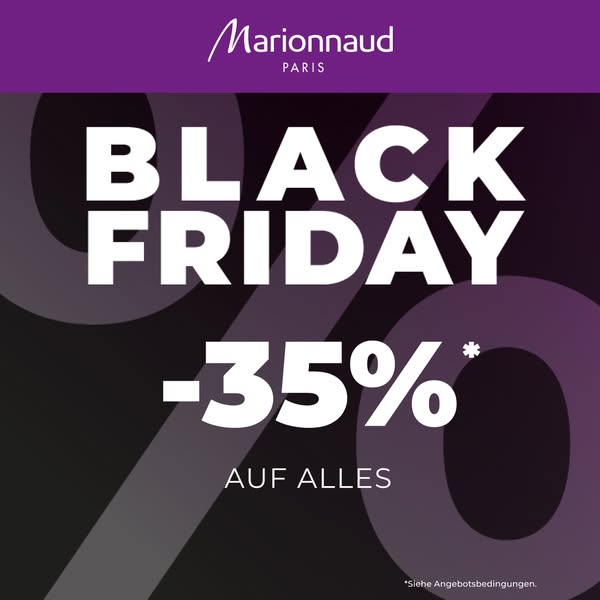 Marionnaud
PARIS
BLACK
FRIDAY
-35%*
AUF ALLES
*Siehe Angebotsbedingungen.